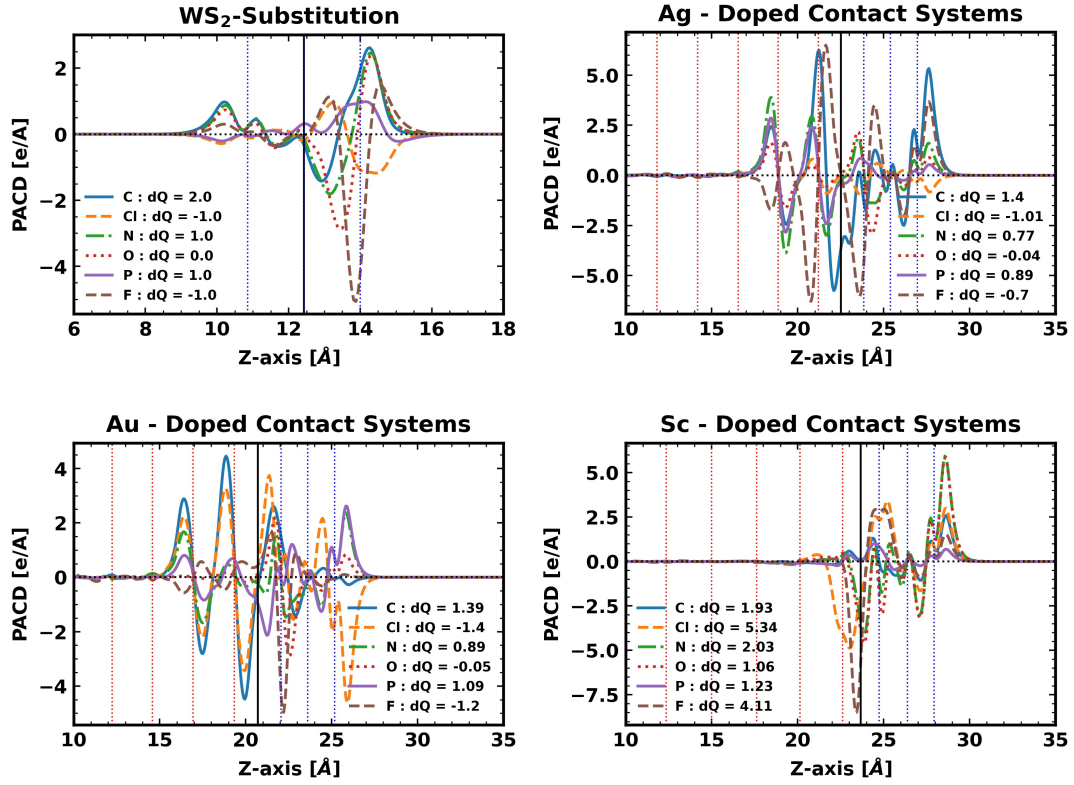 WS₂-Substitution
PACD [e/A]
2
0
−2
−4
C : dQ = 2.0
Cl : dQ = -1.0
N : dQ = 1.0
O : dQ = 0.0
P : dQ = 1.0
F : dQ = -1.0
6 8 10 12 14 16 18
Z-axis [Å]
Ag - Doped Contact Systems
PACD [e/A]
5.0
2.5
0.0
−2.5
−5.0
C : dQ = 1.4
Cl : dQ = -1.01
N : dQ = 0.77
O : dQ = -0.04
P : dQ = 0.89
F : dQ = -0.7
10 15 20 25 30 35
Z-axis [Å]
Au - Doped Contact Systems
PACD [e/A]
4
2
0
−2
−4
C : dQ = 1.39
Cl : dQ = -1.4
N : dQ = 0.89
O : dQ = -0.05
P : dQ = 1.09
F : dQ = -1.2
10 15 20 25 30 35
Z-axis [Å]
Sc - Doped Contact Systems
PACD [e/A]
5.0
2.5
0.0
−2.5
−5.0
−7.5
C : dQ = 1.93
Cl : dQ = 5.34
N : dQ = 2.03
O : dQ = 1.06
P : dQ = 1.23
F : dQ = 4.11
10 15 20 25 30 35
Z-axis [Å]